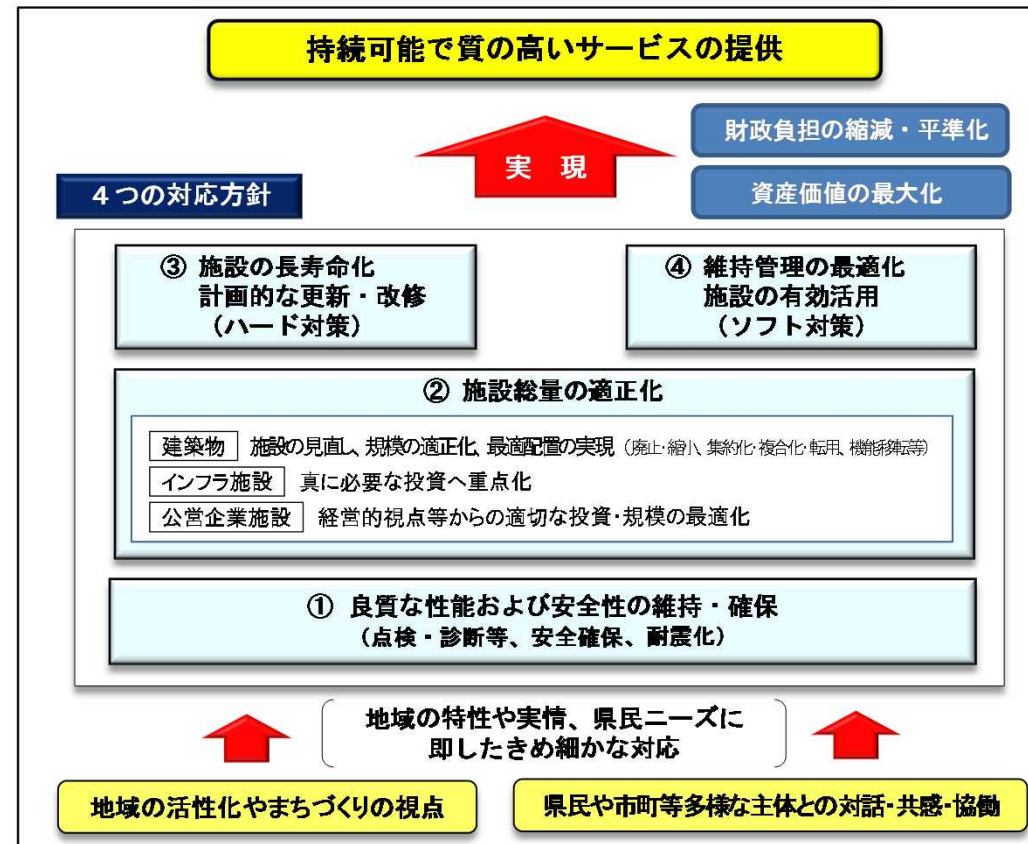 持続可能で質の高いサービスの提供
実 現
財政負担の縮減・平準化
資産価値の最大化
4つの対応方針
③ 施設の長寿命化
計画的な更新・改修
(ハード対策)
④ 維持管理の最適化
施設の有効活用
(ソフト対策)
② 施設総量の適正化
建築物 施設の見直し、規模の適正化、最適配置の実現 (廃止・縮小、集約化・複合化・転用、機能移転等)
インフラ施設 真に必要な投資へ重点化
公営企業施設 経営的視点等からの適切な投資・規模の最適化
① 良質な性能および安全性の維持・確保
(点検・診断等、安全確保、耐震化)
地域の特性や実情、県民ニーズに
即したきめ細かな対応
地域の活性化やまちづくりの視点
県民や市町等多様な主体との対話・共感・協働